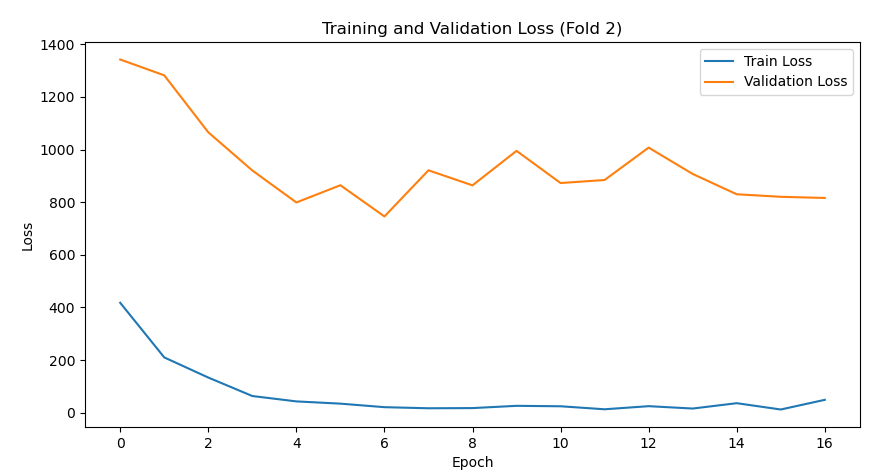 Training and Validation Loss (Fold 2)
1400
1200
1000
800
600
400
200
0
Loss
Train Loss
Validation Loss
0 2 4 6 8 10 12 14 16
Epoch